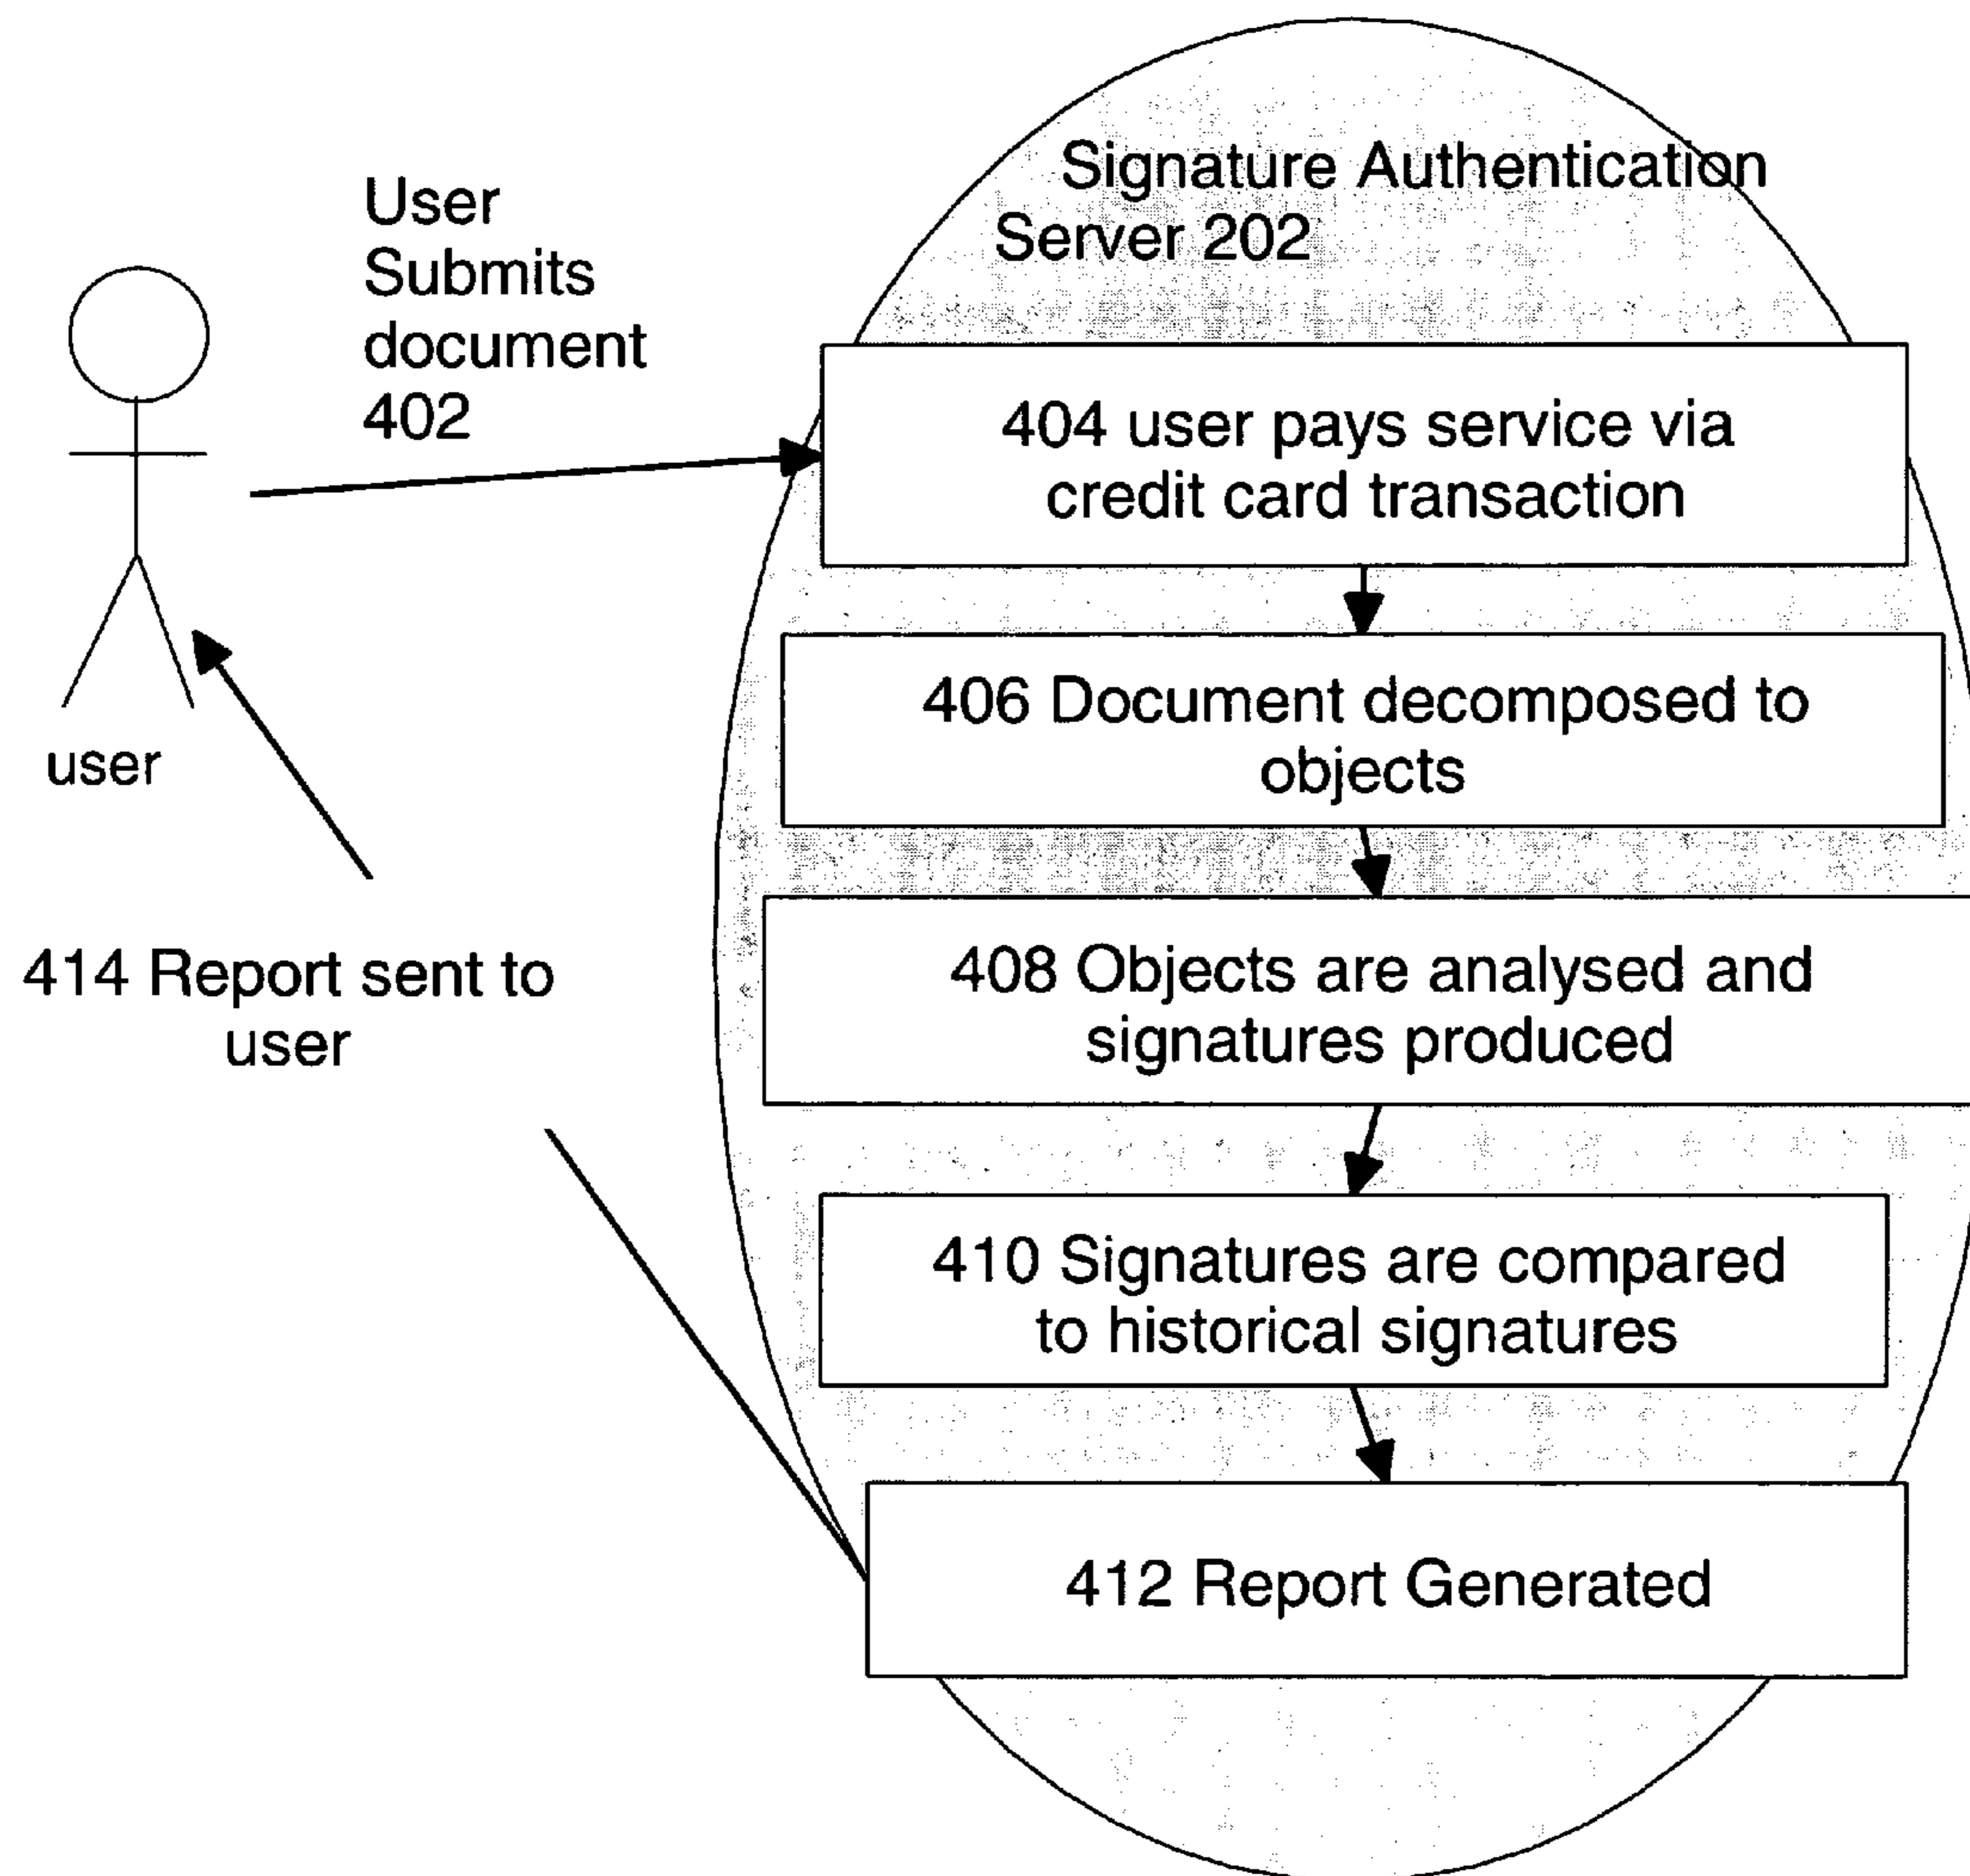 Signature Authentication
Server 202
User
Submits
document
402
404 user pays service via
credit card transaction
406 Document decomposed to
objects
user
408 Objects are analysed and
signatures produced
414 Report sent to
user
410 Signatures are compared
to historical signatures
412 Report Generated